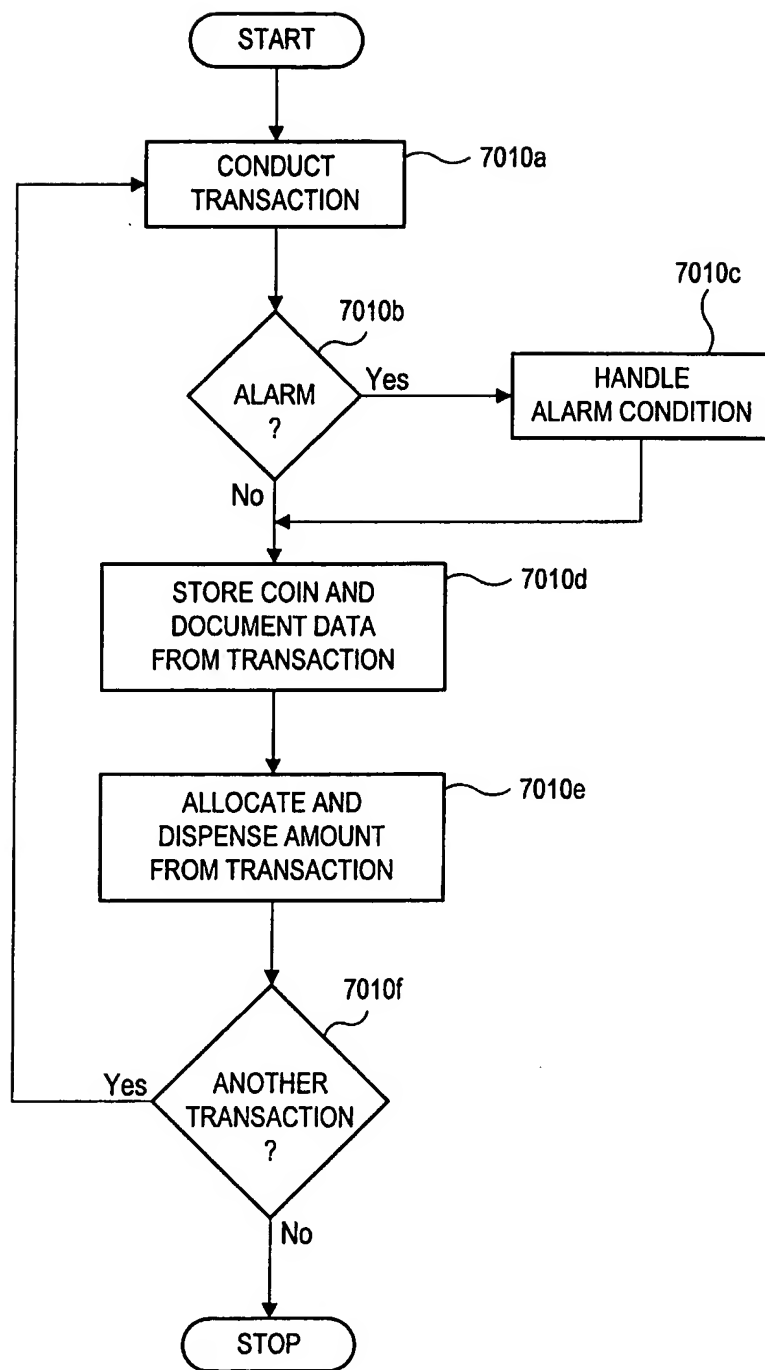 START
CONDUCT
TRANSACTION
7010a
7010b
ALARM
?
Yes
7010c
HANDLE
ALARM CONDITION
No
STORE COIN AND
DOCUMENT DATA
FROM TRANSACTION
7010d
ALLOCATE AND
DISPENSE AMOUNT
FROM TRANSACTION
7010e
7010f
Yes
ANOTHER
TRANSACTION
?
No
STOP